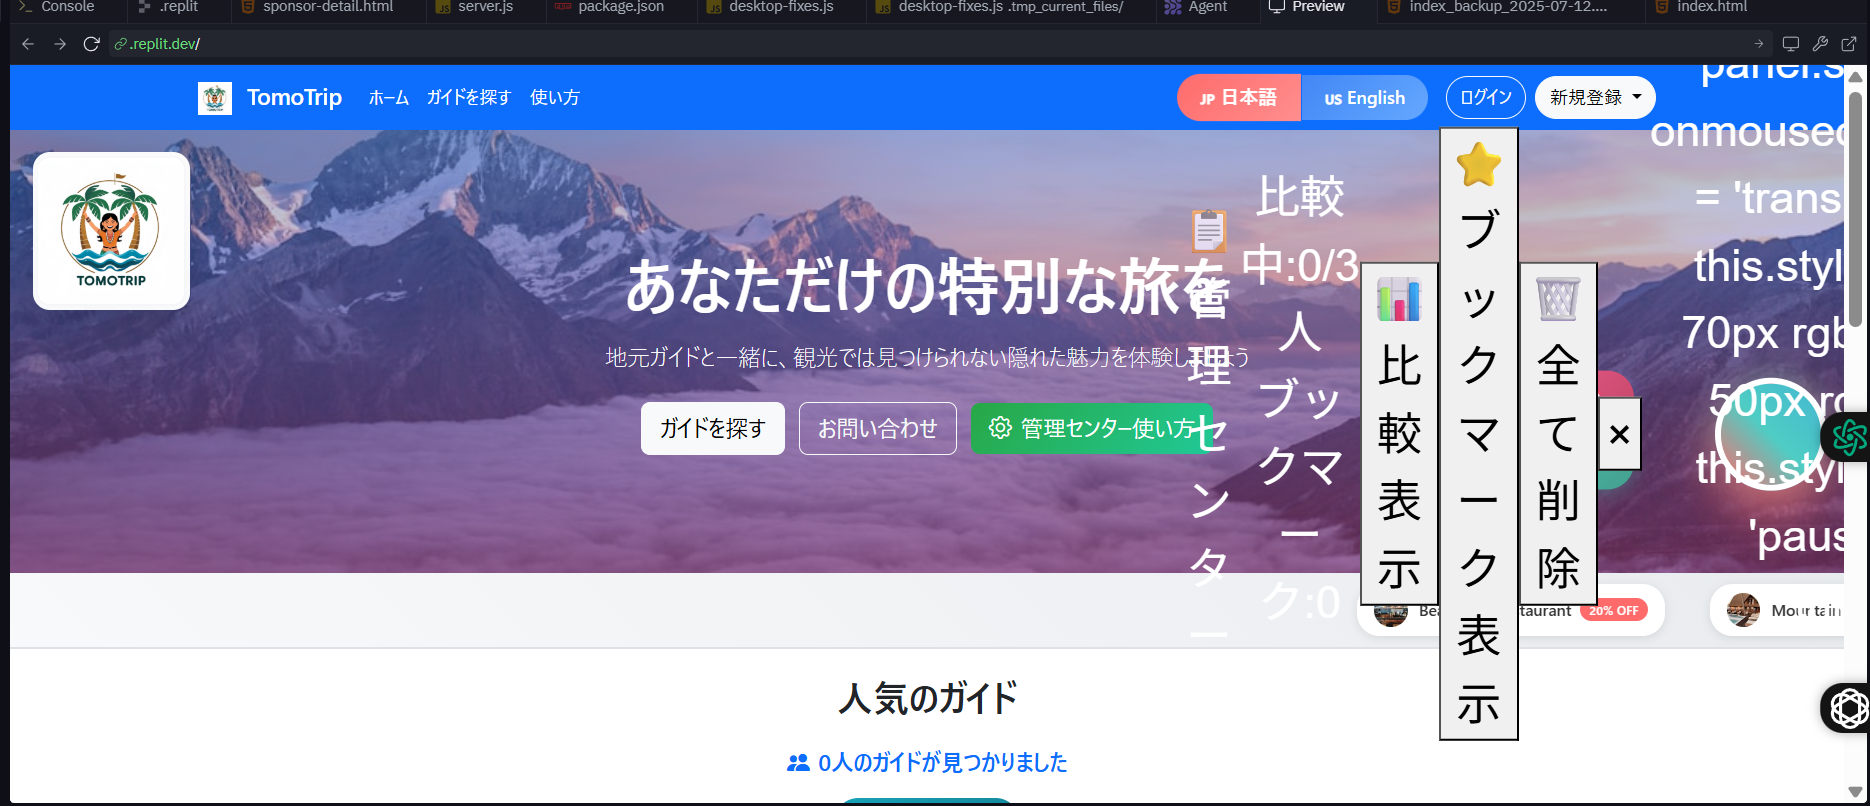 Console
.replit
sponsor-detail.html
server.js
package.json
desktop-fixes.js
desktop-fixes.js .tmp_current_files/
Agent
Preview
index_backup_2025-07-12....
index.html
.replit.dev/
TomoTrip
ホーム
ガイドを探す
使い方
JP 日本語
US English
ログイン
新規登録
TOMOTRIP
あなただけの特別な旅を
地元ガイドと一緒に、観光では見つけられない隠れた魅力を体験しましょう
ガイドを探す
お問い合わせ
管理センター使い方
📋
管理センター
比較
中:0/3
人
ブッ
クマ
ー
ク:0
📊比較表示
⭐ブックマーク表示
🗑️全て削除
×
panel.s
onmousec
= 'trans
this.styl
70px rgb
50px rg
this.styl
'paus
20% OFF
taurant
人気のガイド
0人のガイドが見つかりました